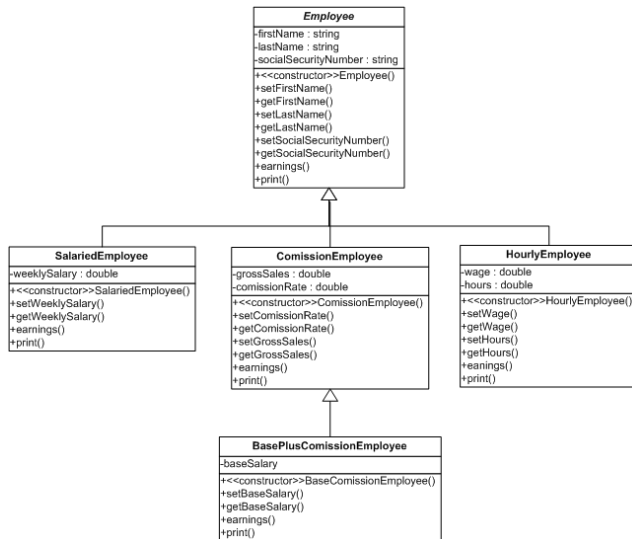 Employee
-firstName : string
-lastName : string
-socialSecurityNumber : string
+<<constructor>>Employee()
+setFirstName()
+getFirstName()
+setLastName()
+getLastName()
+setSocialSecurityNumber()
+getSocialSecurityNumber()
+earnings()
+print()
SalariedEmployee
-weeklySalary : double
+<<constructor>>SalariedEmployee()
+setWeeklySalary()
+getWeeklySalary()
+earnings()
+print()
ComissionEmployee
-grossSales : double
-comissionRate : double
+<<constructor>>ComissionEmployee()
+setComissionRate()
+getComissionRate()
+setGrossSales()
+getGrossSales()
+earnings()
+print()
HourlyEmployee
-wage : double
-hours : double
+<<constructor>>HourlyEmployee()
+setWage()
+getWage()
+setHours()
+getHours()
+eanings()
+print()
BasePlusComissionEmployee
-baseSalary
+<<constructor>>BaseComissionEmployee()
+setBaseSalary()
+getBaseSalary()
+earnings()
+print()